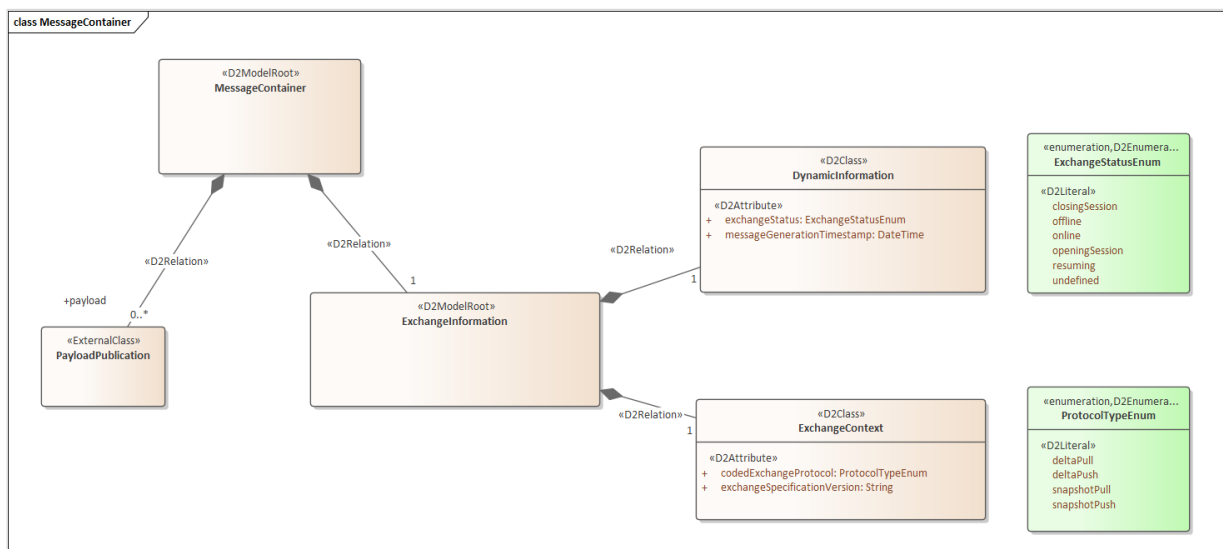 class MessageContainer
«D2ModelRoot»
MessageContainer
«D2Relation»
«D2Relation»
+payload
0..*
1
«ExternalClass»
PayloadPublication
«D2ModelRoot»
ExchangeInformation
«D2Relation»
1
«D2Relation»
1
«D2Class»
DynamicInformation
«D2Attribute»
+ exchangeStatus: ExchangeStatusEnum
+ messageGenerationTimestamp: DateTime
«D2Class»
ExchangeContext
«D2Attribute»
+ codedExchangeProtocol: ProtocolTypeEnum
+ exchangeSpecificationVersion: String
«enumeration,D2Enumera...
ExchangeStatusEnum
«D2Literal»
closingSession
offline
online
openingSession
resuming
undefined
«enumeration,D2Enumera...
ProtocolTypeEnum
«D2Literal»
deltaPull
deltaPush
snapshotPull
snapshotPush